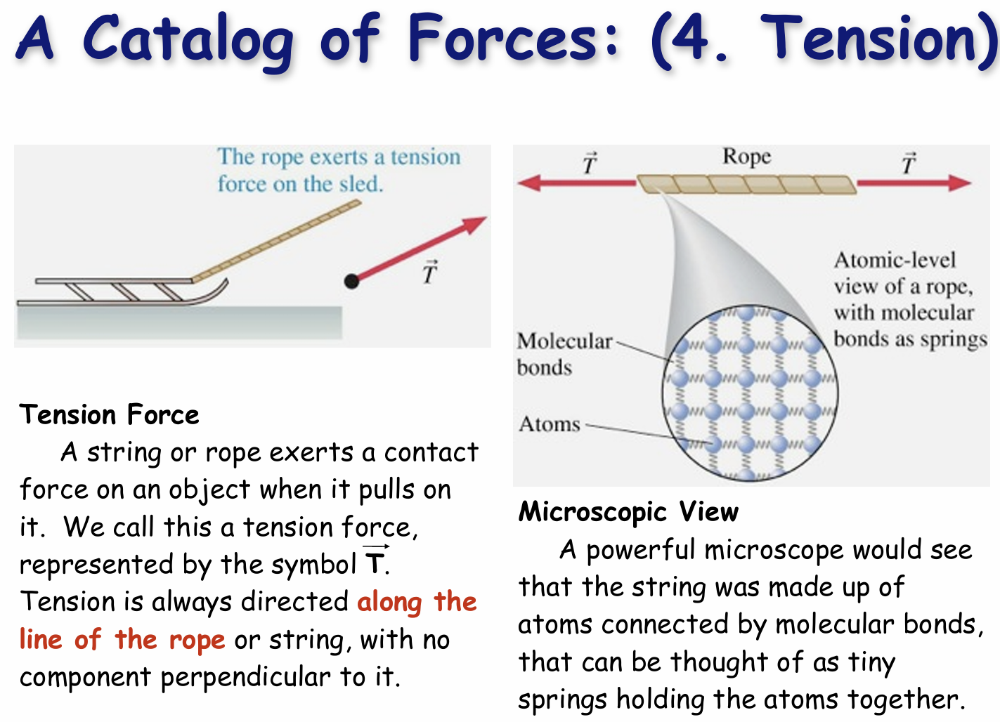 A Catalog of Forces: (4. Tension)
The rope exerts a tension
force on the sled.
T⃗
Tension Force
A string or rope exerts a contact
force on an object when it pulls on
it. We call this a tension force,
represented by the symbol T⃗.
Tension is always directed along the
line of the rope or string, with no
component perpendicular to it.
T⃗ Rope T⃗
Atomic-level
view of a rope,
with molecular
bonds as springs
Molecular
bonds
Atoms
Microscopic View
A powerful microscope would see
that the string was made up of
atoms connected by molecular bonds,
that can be thought of as tiny
springs holding the atoms together.